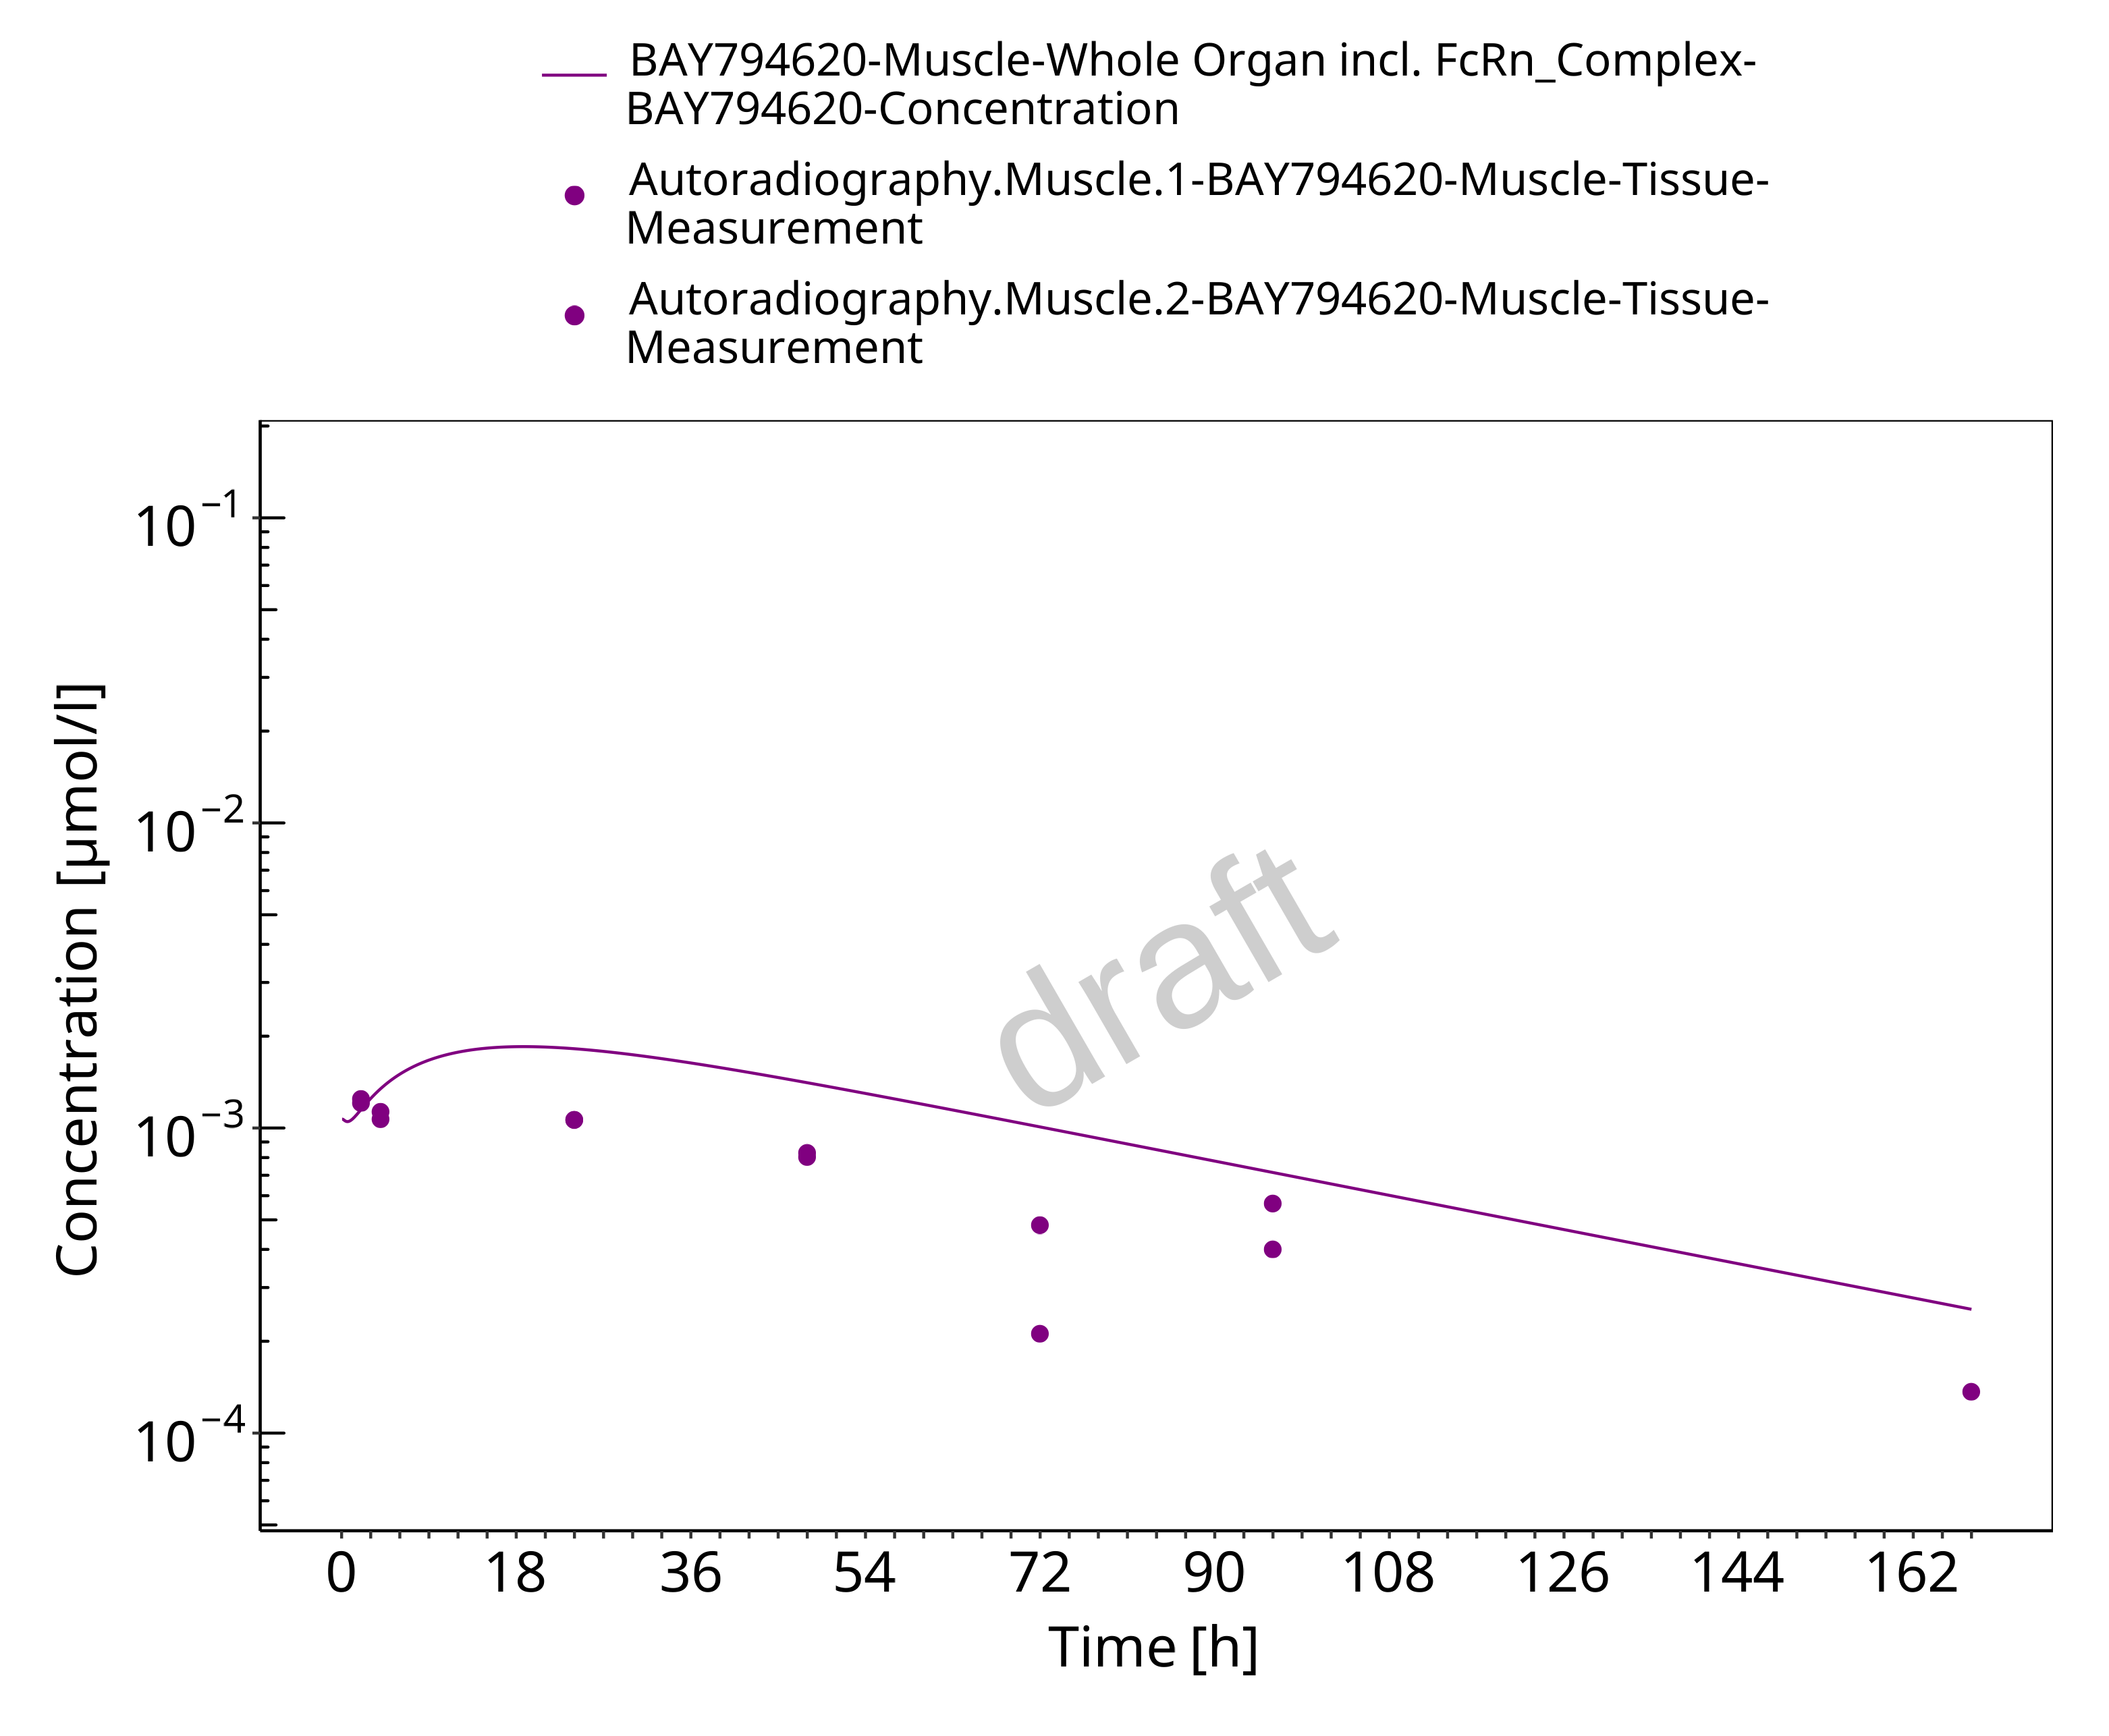 BAY794620-Muscle-Whole Organ incl. FcRn_Complex-
BAY794620-Concentration
Autoradiography.Muscle.1-BAY794620-Muscle-Tissue-
Measurement
Autoradiography.Muscle.2-BAY794620-Muscle-Tissue-
Measurement
Concentration [µmol/l]
10⁻¹
10⁻²
10⁻³
10⁻⁴
draft
0 18 36 54 72 90 108 126 144 162
Time [h]